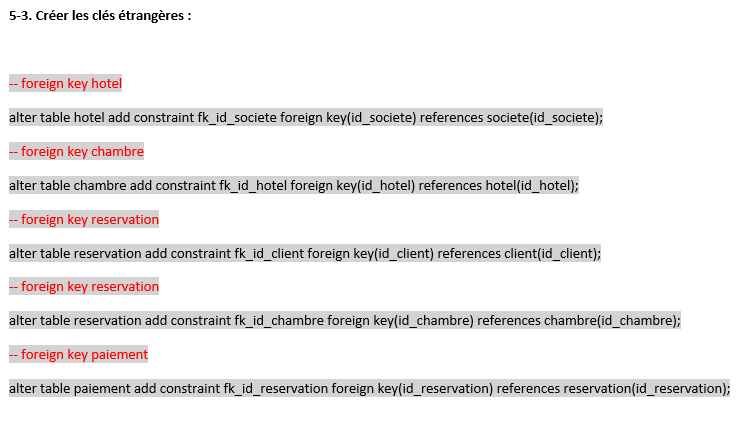 5-3. Créer les clés étrangères :
-- foreign key hotel
alter table hotel add constraint fk_id_societe foreign key(id_societe) references societe(id_societe);
-- foreign key chambre
alter table chambre add constraint fk_id_hotel foreign key(id_hotel) references hotel(id_hotel);
-- foreign key reservation
alter table reservation add constraint fk_id_client foreign key(id_client) references client(id_client);
-- foreign key reservation
alter table reservation add constraint fk_id_chambre foreign key(id_chambre) references chambre(id_chambre);
-- foreign key paiement
alter table paiement add constraint fk_id_reservation foreign key(id_reservation) references reservation(id_reservation);